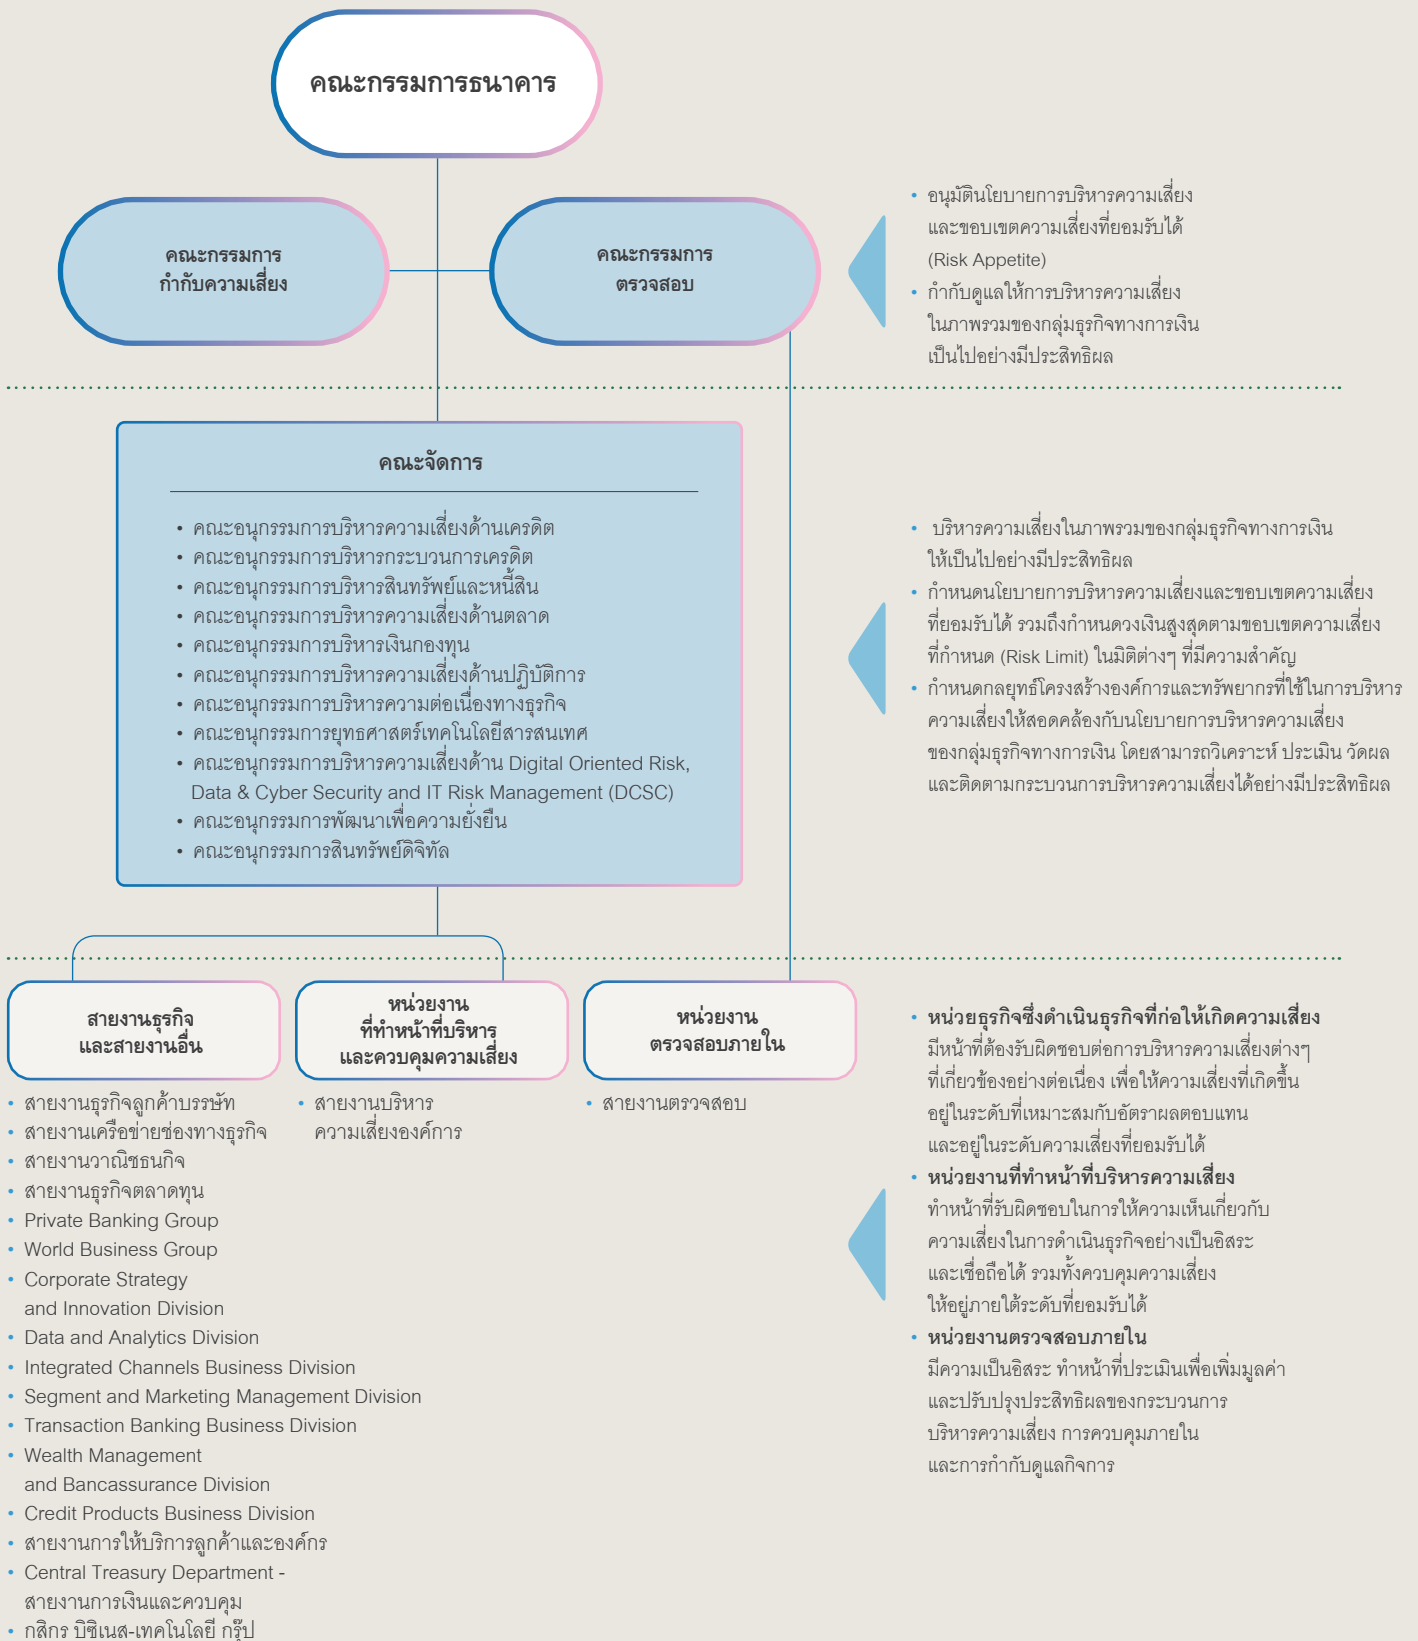 คณะกรรมการธนาคาร
คณะกรรมการ
กำกับความเสี่ยง
คณะกรรมการ
ตรวจสอบ
• อนุมัตินโยบายการบริหารความเสี่ยง
และขอบเขตความเสี่ยงที่ยอมรับได้
(Risk Appetite)
• กำกับดูแลให้การบริหารความเสี่ยง
ในภาพรวมของกลุ่มธุรกิจทางการเงิน
เป็นไปอย่างมีประสิทธิผล
คณะจัดการ
• คณะอนุกรรมการบริหารความเสี่ยงด้านเครดิต
• คณะอนุกรรมการบริหารกระบวนการเครดิต
• คณะอนุกรรมการบริหารสินทรัพย์และหนี้สิน
• คณะอนุกรรมการบริหารความเสี่ยงด้านตลาด
• คณะอนุกรรมการบริหารเงินกองทุน
• คณะอนุกรรมการบริหารความเสี่ยงด้านปฏิบัติการ
• คณะอนุกรรมการบริหารความต่อเนื่องทางธุรกิจ
• คณะอนุกรรมการยุทธศาสตร์เทคโนโลยีสารสนเทศ
• คณะอนุกรรมการบริหารความเสี่ยงด้าน Digital Oriented Risk,
Data & Cyber Security and IT Risk Management (DCSC)
• คณะอนุกรรมการพัฒนาเพื่อความยั่งยืน
• คณะอนุกรรมการสินทรัพย์ดิจิทัล
• บริหารความเสี่ยงในภาพรวมของกลุ่มธุรกิจทางการเงิน
ให้เป็นไปอย่างมีประสิทธิผล
• กำหนดนโยบายการบริหารความเสี่ยงและขอบเขตความเสี่ยง
ที่ยอมรับได้ รวมถึงกำหนดวงเงินสูงสุดตามขอบเขตความเสี่ยง
ที่กำหนด (Risk Limit) ในมิติต่างๆ ที่มีความสำคัญ
• กำหนดกลยุทธ์โครงสร้างองค์การและทรัพยากรที่ใช้ในการบริหาร
ความเสี่ยงให้สอดคล้องกับนโยบายการบริหารความเสี่ยง
ของกลุ่มธุรกิจทางการเงิน โดยสามารถวิเคราะห์ ประเมิน วัดผล
และติดตามกระบวนการบริหารความเสี่ยงได้อย่างมีประสิทธิผล
สายงานธุรกิจ
และสายงานอื่น
• สายงานธุรกิจลูกค้าบรรษัท
• สายงานเครือข่ายช่องทางธุรกิจ
• สายงานวาณิชธนกิจ
• สายงานธุรกิจตลาดทุน
• Private Banking Group
• World Business Group
• Corporate Strategy
and Innovation Division
• Data and Analytics Division
• Integrated Channels Business Division
• Segment and Marketing Management Division
• Transaction Banking Business Division
• Wealth Management
and Bancassurance Division
• Credit Products Business Division
• สายงานการให้บริการลูกค้าและองค์กร
• Central Treasury Department -
สายงานการเงินและควบคุม
• กสิกร บิซิเนส-เทคโนโลยี กรุ๊ป
หน่วยงาน
ที่ทำหน้าที่บริหาร
และควบคุมความเสี่ยง
• สายงานบริหาร
ความเสี่ยงองค์การ
หน่วยงาน
ตรวจสอบภายใน
• สายงานตรวจสอบ
• หน่วยธุรกิจซึ่งดำเนินธุรกิจที่ก่อให้เกิดความเสี่ยง
มีหน้าที่ต้องรับผิดชอบต่อการบริหารความเสี่ยงต่างๆ
ที่เกี่ยวข้องอย่างต่อเนื่อง เพื่อให้ความเสี่ยงที่เกิดขึ้น
อยู่ในระดับที่เหมาะสมกับอัตราผลตอบแทน
และอยู่ในระดับความเสี่ยงที่ยอมรับได้
• หน่วยงานที่ทำหน้าที่บริหารความเสี่ยง
ทำหน้าที่รับผิดชอบในการให้ความเห็นเกี่ยวกับ
ความเสี่ยงในการดำเนินธุรกิจอย่างเป็นอิสระ
และเชื่อถือได้ รวมทั้งควบคุมความเสี่ยง
ให้อยู่ภายใต้ระดับที่ยอมรับได้
• หน่วยงานตรวจสอบภายใน
มีความเป็นอิสระ ทำหน้าที่ประเมินเพื่อเพิ่มมูลค่า
และปรับปรุงประสิทธิผลของกระบวนการ
บริหารความเสี่ยง การควบคุมภายใน
และการกำกับดูแลกิจการ